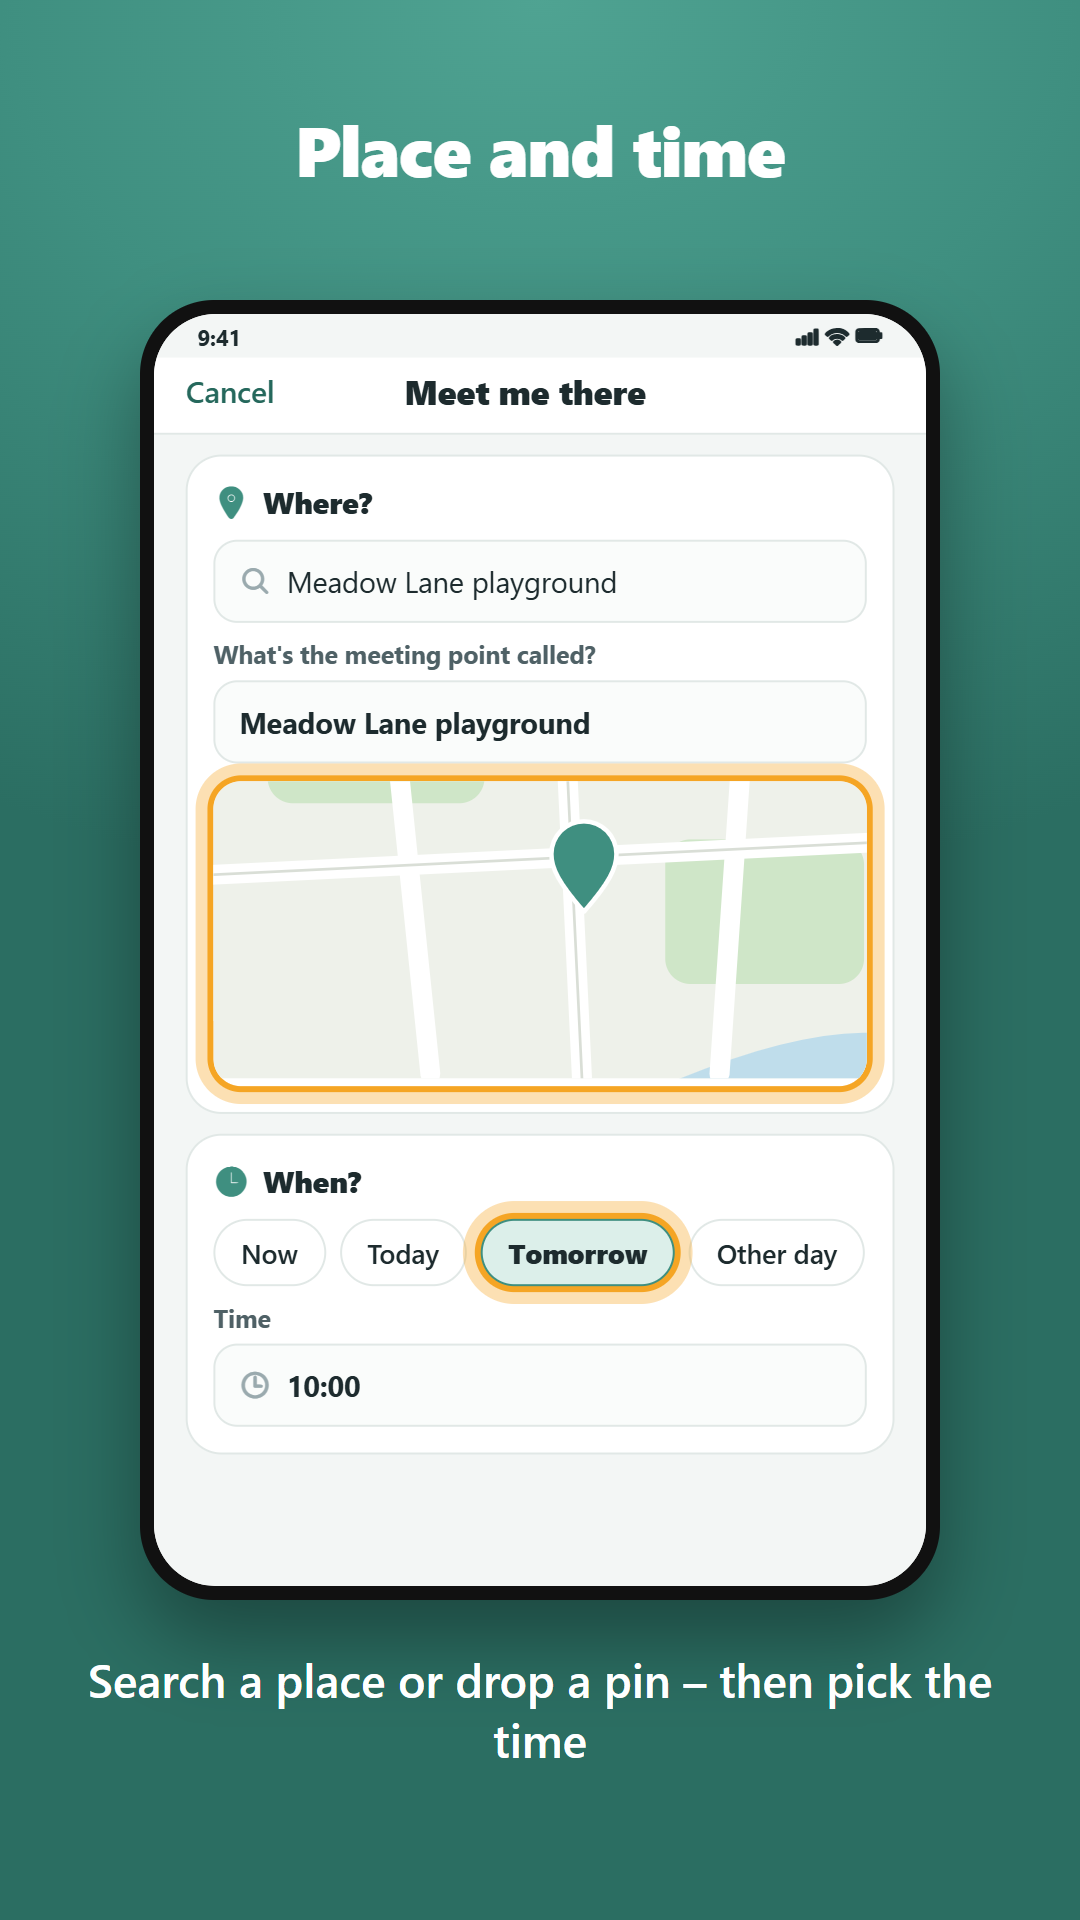 Place and time
9:41
Cancel
Meet me there
Where?
Meadow Lane playground
What's the meeting point called?
Meadow Lane playground
When?
Now
Today
Tomorrow
Other day
Time
10:00
Search a place or drop a pin – then pick the
time